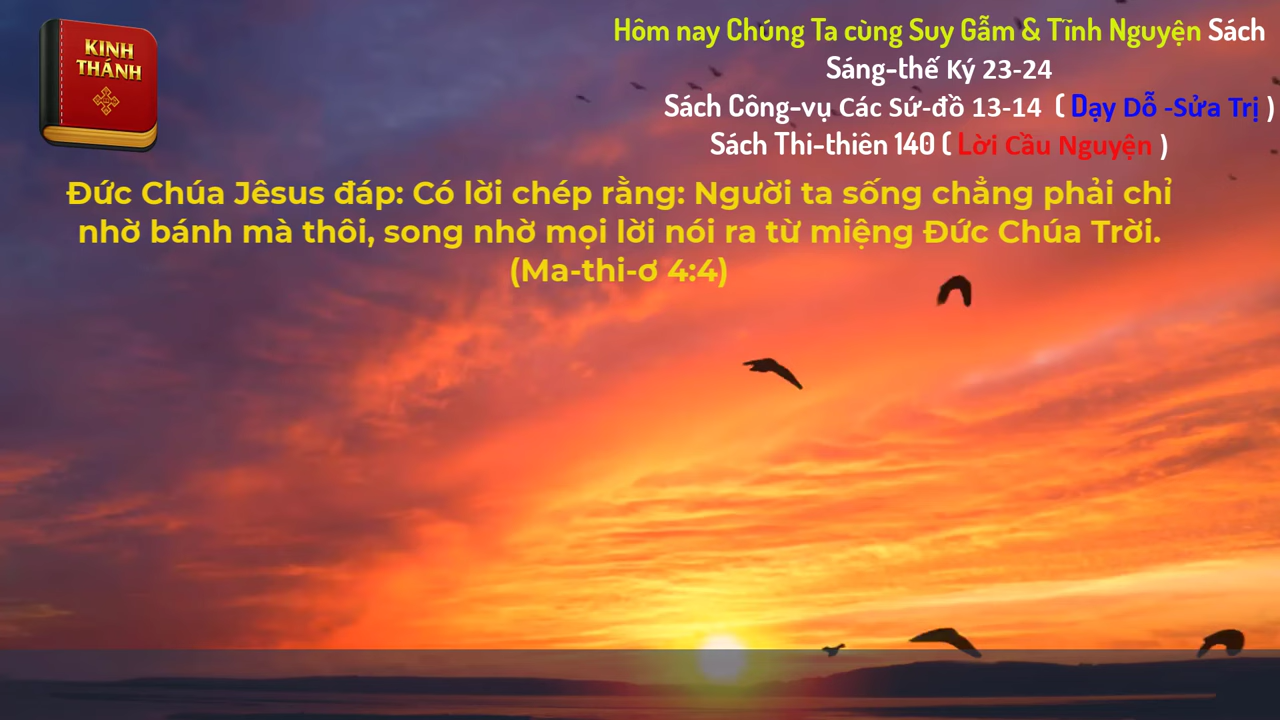 KINH
THÁNH
Hôm nay Chúng Ta cùng Suy Gẫm & Tĩnh Nguyện Sách
Sáng-thế Ký 23-24
Sách Công-vụ Các Sứ-đồ 13-14 ( Dạy Dỗ -Sửa Trị )
Sách Thi-thiên 140 ( Lời Cầu Nguyện )
Đức Chúa Jêsus đáp: Có lời chép rằng: Người ta sống chẳng phải chỉ
nhờ bánh mà thôi, song nhờ mọi lời nói ra từ miệng Đức Chúa Trời.
(Ma-thi-ơ 4:4)